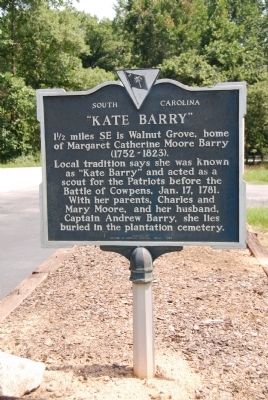 SOUTH CAROLINA
"KATE BARRY"
1½ miles SE is Walnut Grove, home
of Margaret Catherine Moore Barry
(1752-1823).
Local tradition says she was known
as "Kate Barry" and acted as a
scout for the Patriots before the
Battle of Cowpens, Jan. 17, 1781.
With her parents, Charles and
Mary Moore, and her husband,
Captain Andrew Barry, she lies
buried in the plantation cemetery.